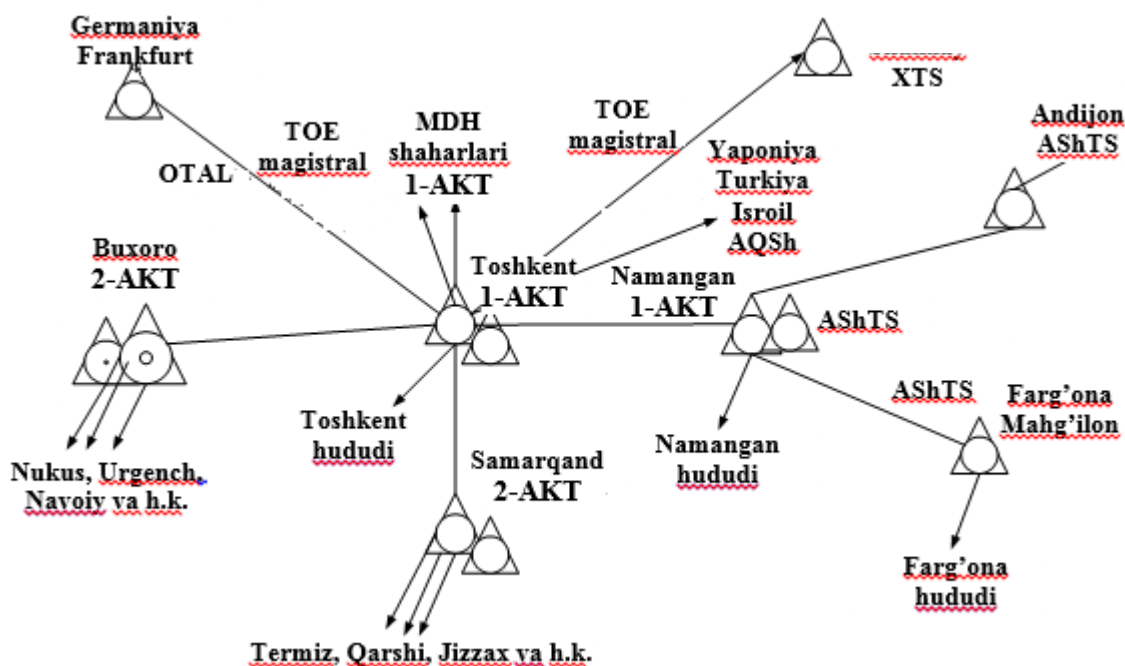 Germaniya
Frankfurt
XTS
TOE
magistral
MDH
shaharlari
1-AKT
TOE
magistral
Andijon
AShTS
OTAL
Yaponiya
Turkiya
Isroil
AQSh
Buxoro
2-AKT
Toshkent
1-AKT
Namangan
1-AKT
AShTS
Toshkent
hududi
AShTS
Farg’ona
Mahg’ilon
Namangan
hududi
Nukus, Urgench,
Navoiy va h.k.
Samarqand
2-AKT
Farg’ona
hududi
Termiz, Qarshi, Jizzax va h.k.